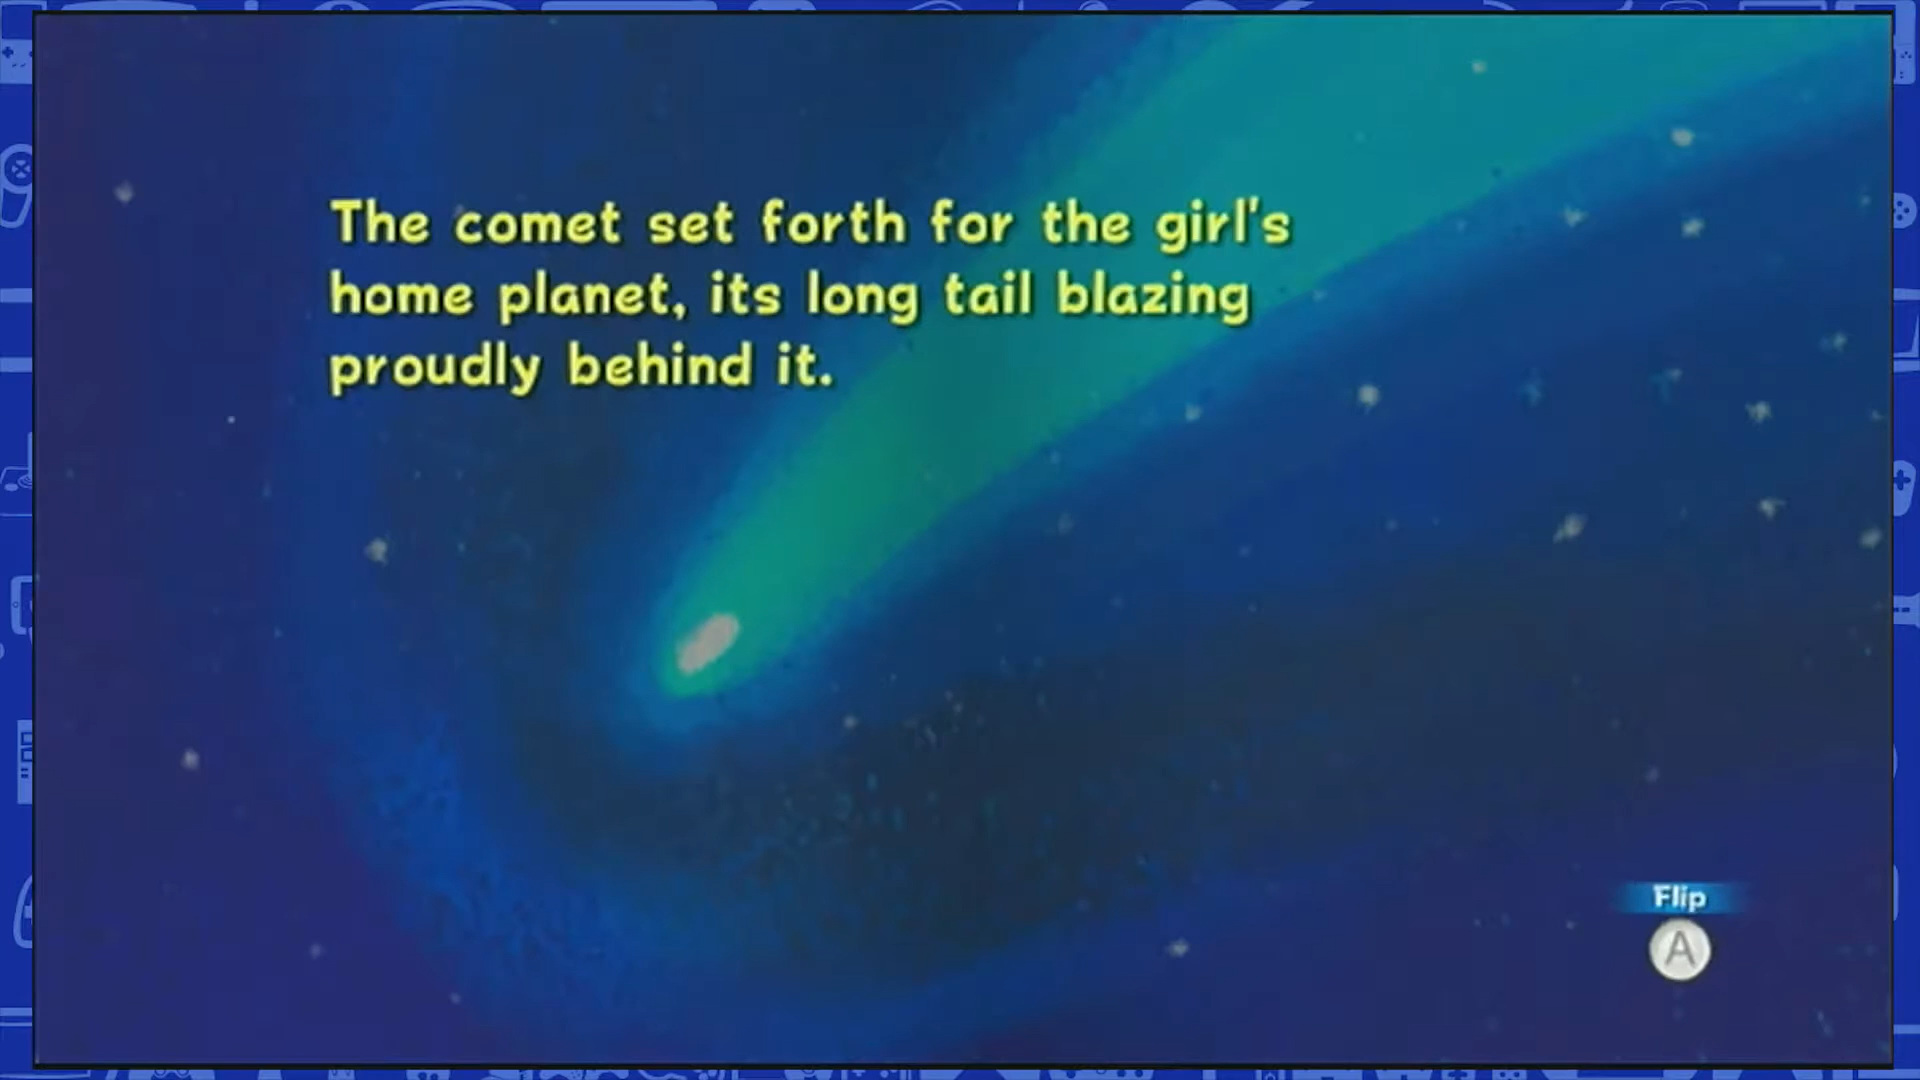 The comet set forth for the girl's
home planet, its long tail blazing
proudly behind it.
Flip
A